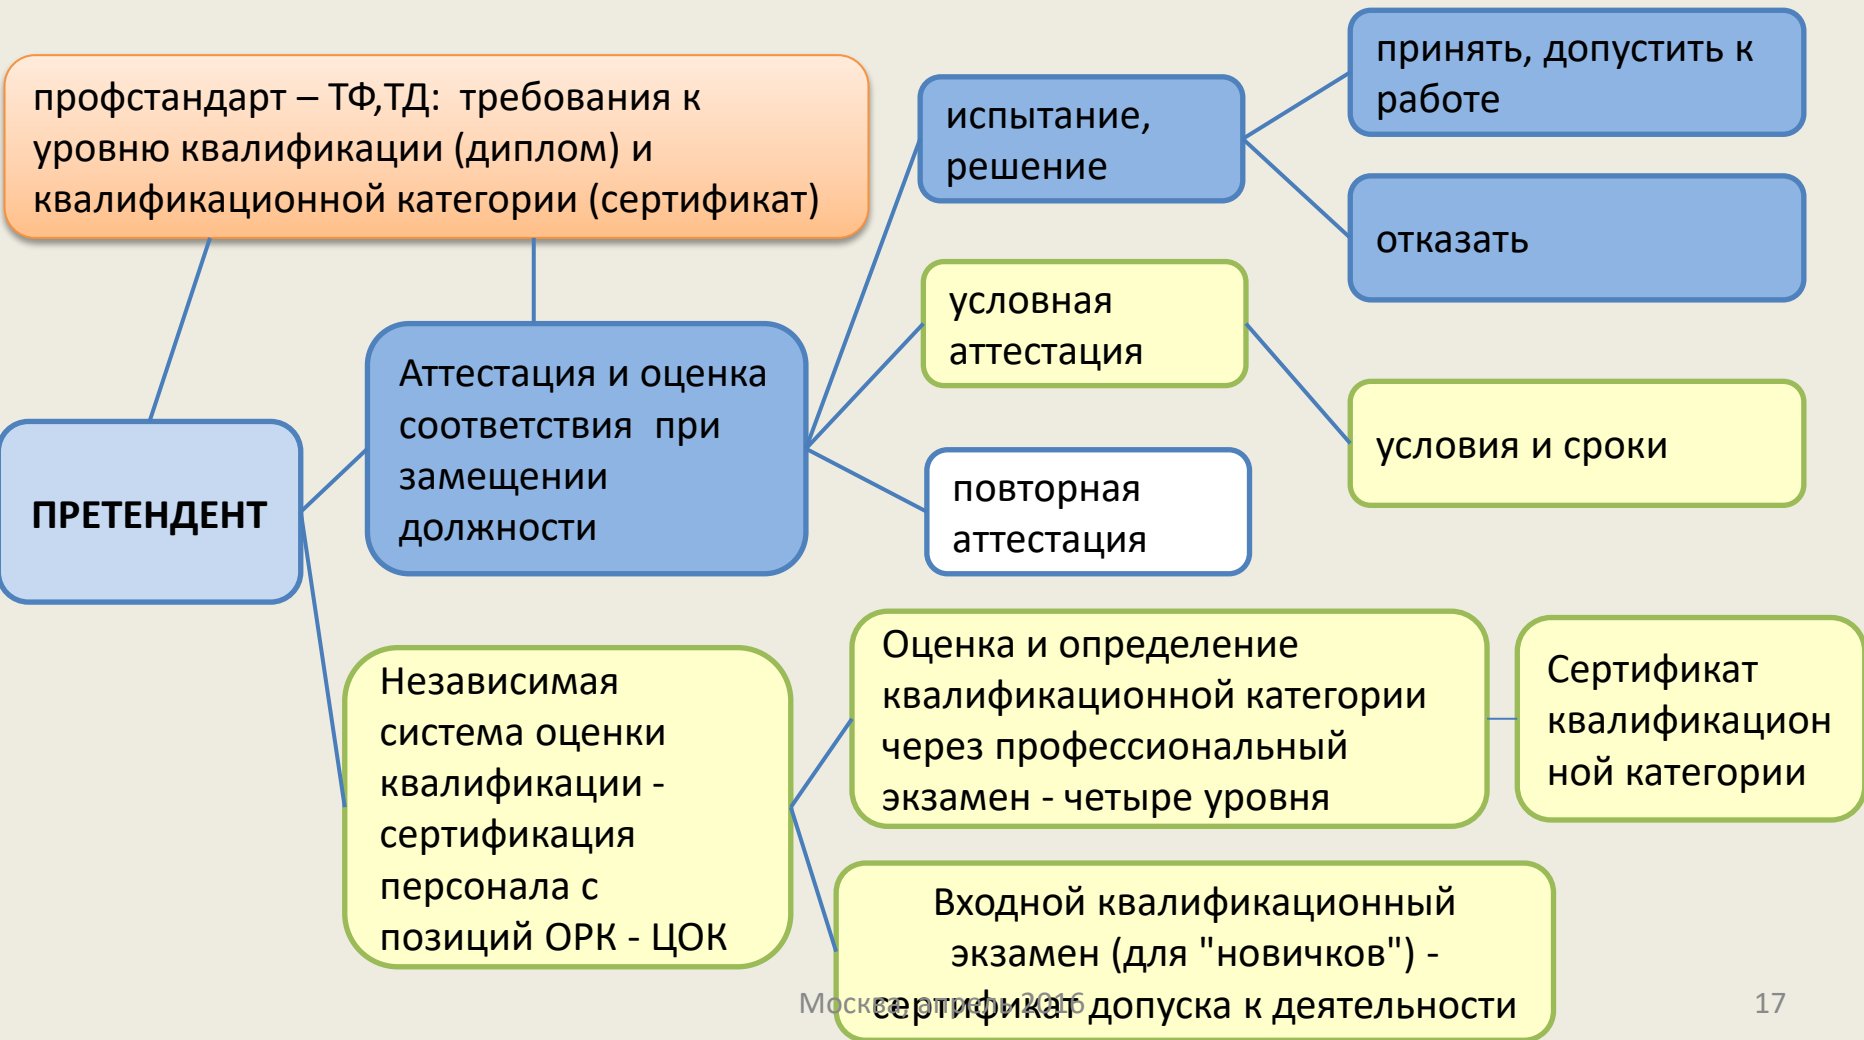 профстандарт – ТФ,ТД:  требования к
уровню квалификации (диплом) и
квалификационной категории (сертификат)
испытание,
решение
принять, допустить к
работе
отказать
условная
аттестация
условия и сроки
Аттестация и оценка
соответствия  при
замещении
должности
повторная
аттестация
ПРЕТЕНДЕНТ
Независимая
система оценки
квалификации -
сертификация
персонала с
позиций ОРК - ЦОК
Оценка и определение
квалификационной категории
через профессиональный
экзамен - четыре уровня
Сертификат
квалификацион
ной категории
Входной квалификационный
экзамен (для "новичков") -
сертификат допуска к деятельности
Москва, апрель 2016
17